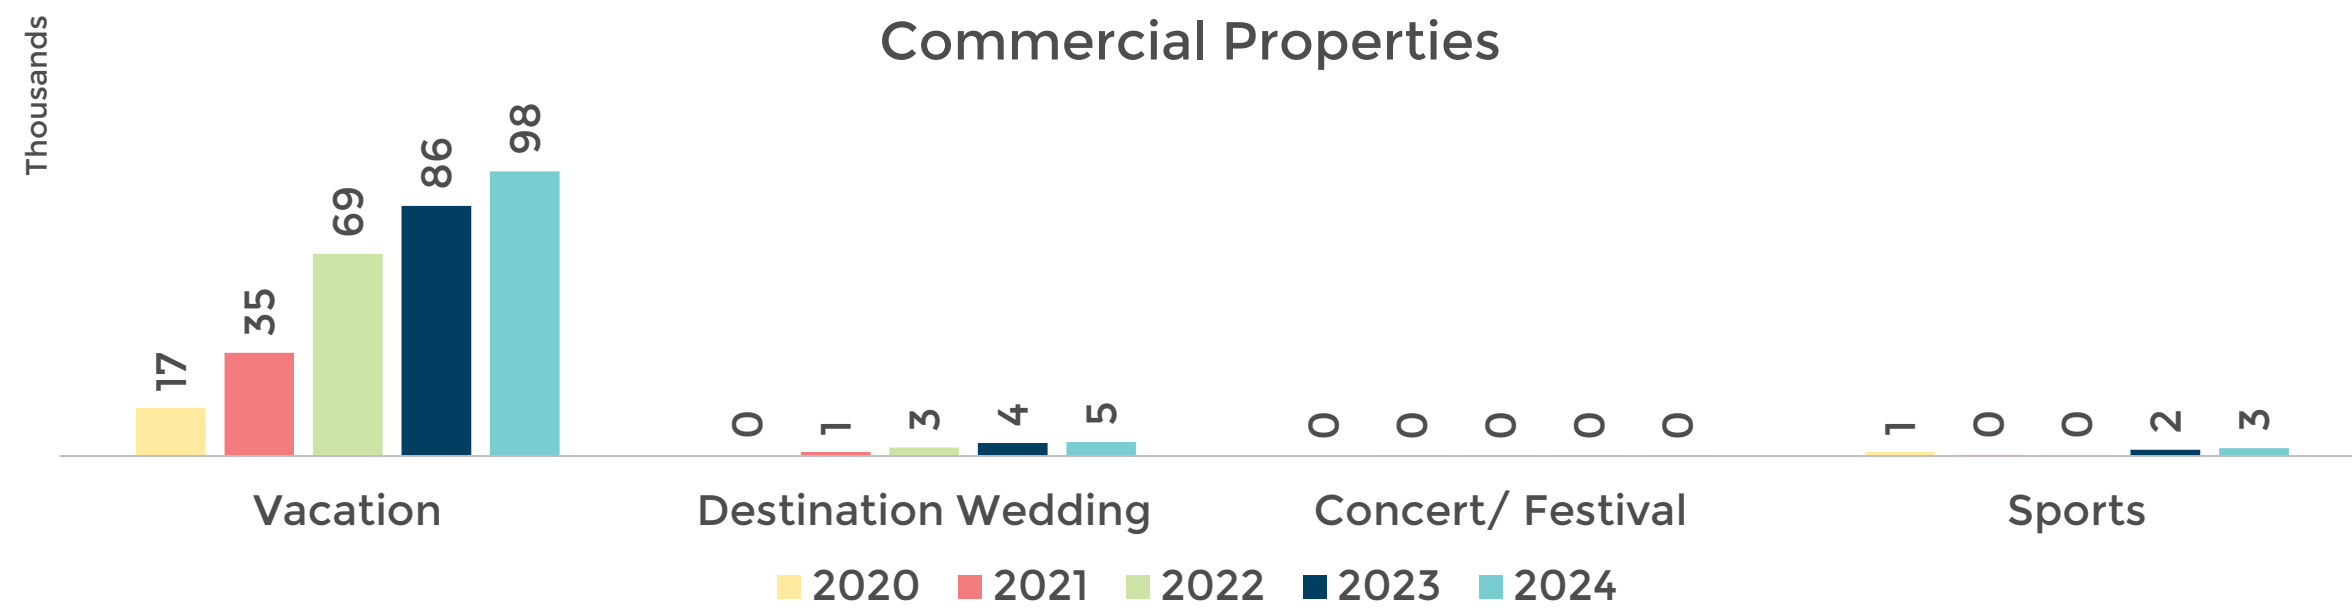 Commercial Properties
Thousands
17 35 69 86 98
0 1 3 4 5
0 0 0 0 0
1 0 0 2 3
Vacation Destination Wedding Concert/ Festival Sports
2020 2021 2022 2023 2024